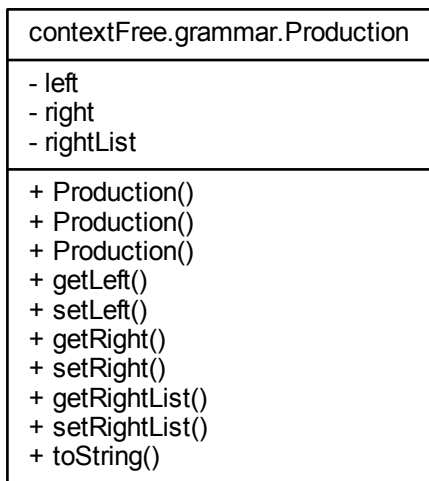 contextFree.grammar.Production
- left
- right
- rightList
+ Production()
+ Production()
+ Production()
+ getLeft()
+ setLeft()
+ getRight()
+ setRight()
+ getRightList()
+ setRightList()
+ toString()